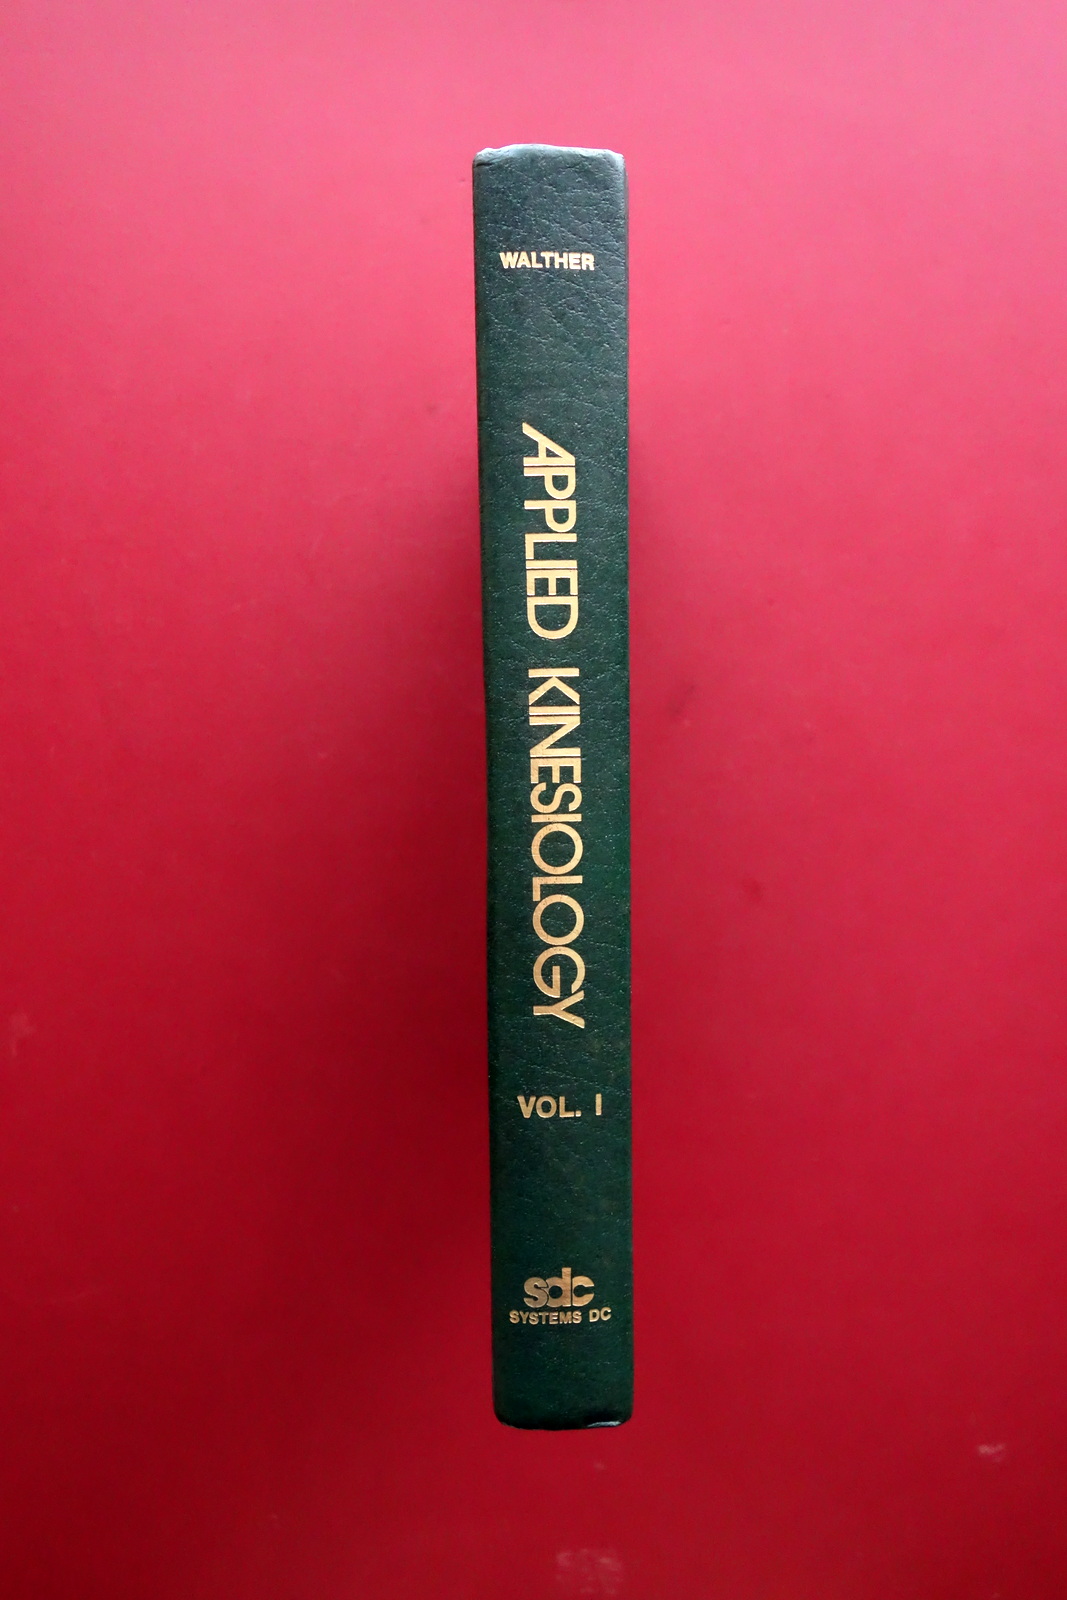 WALTHER
APPLIED KINESIOLOGY
VOL. I
sdc
SYSTEMS DC